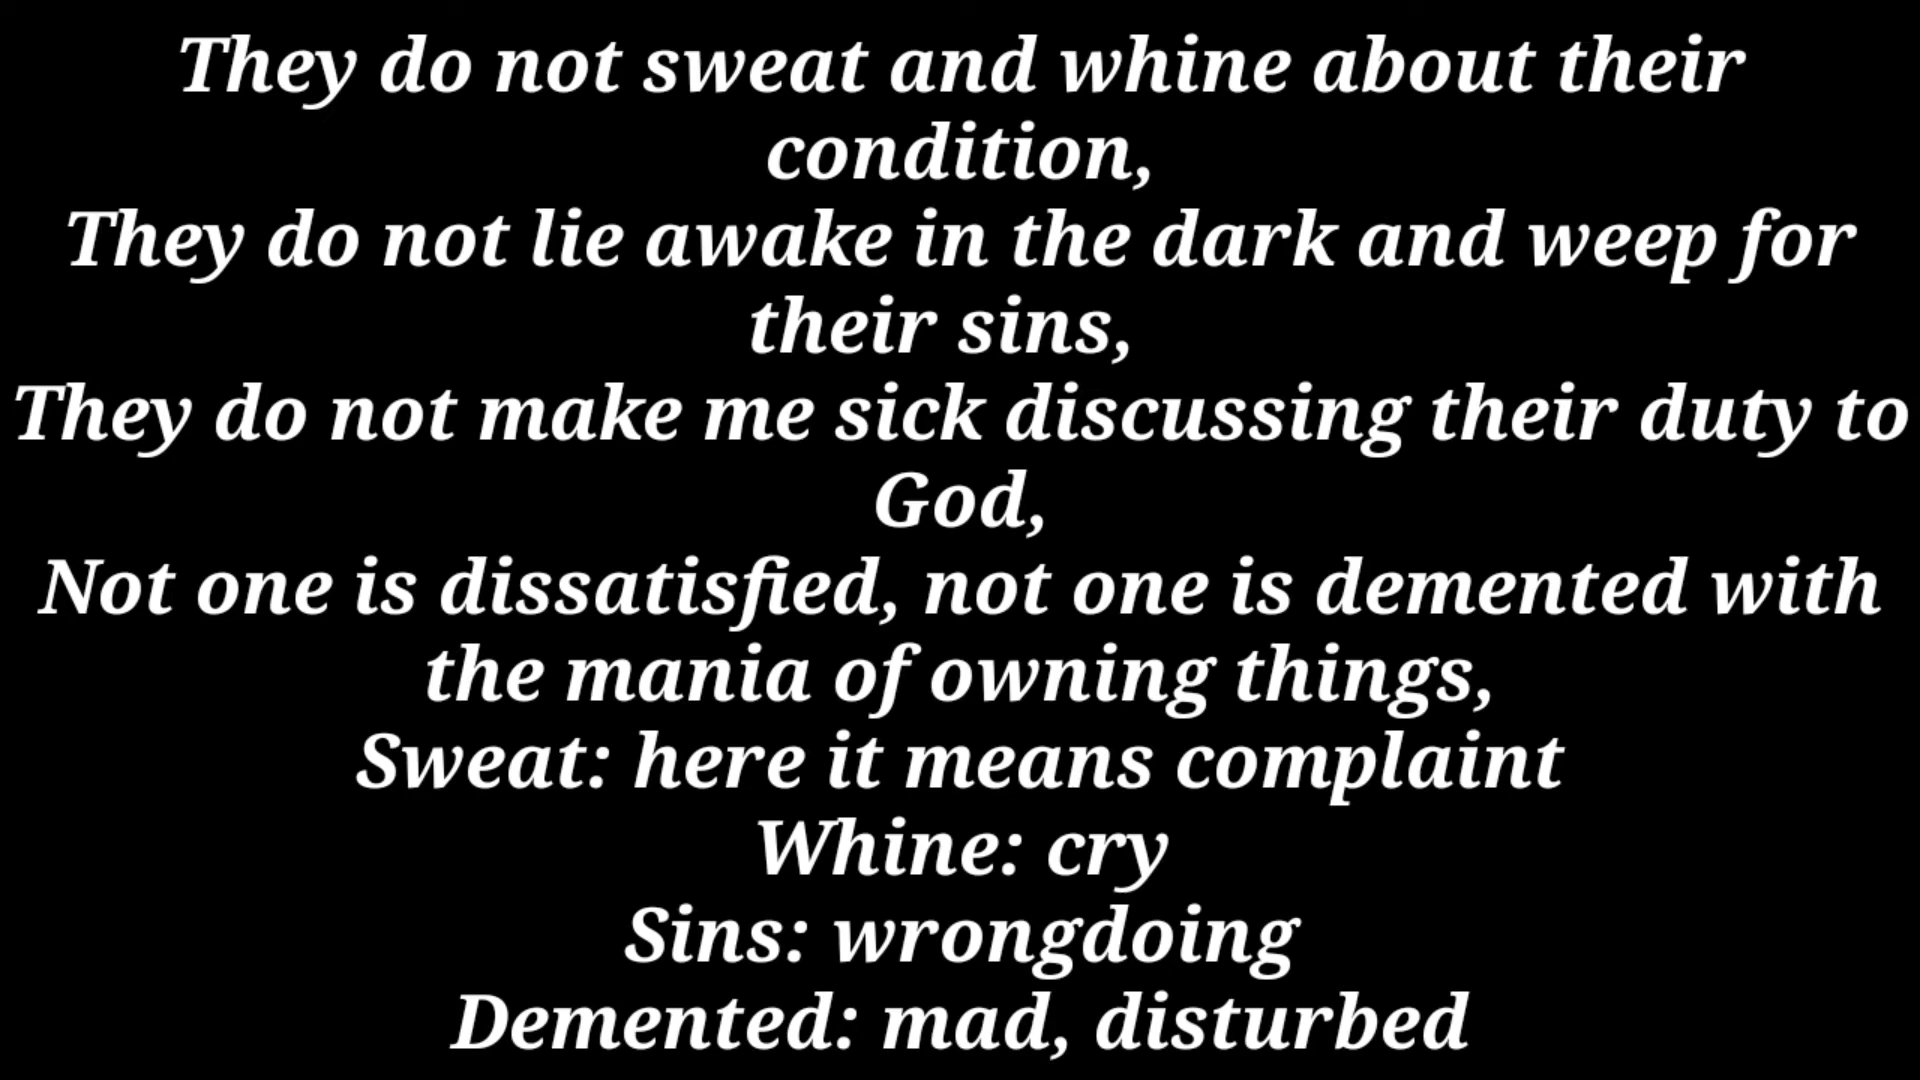 They do not sweat and whine about their
condition,
They do not lie awake in the dark and weep for
their sins,
They do not make me sick discussing their duty to
God,
Not one is dissatisfied, not one is demented with
the mania of owning things,
Sweat: here it means complaint
Whine: cry
Sins: wrongdoing
Demented: mad, disturbed